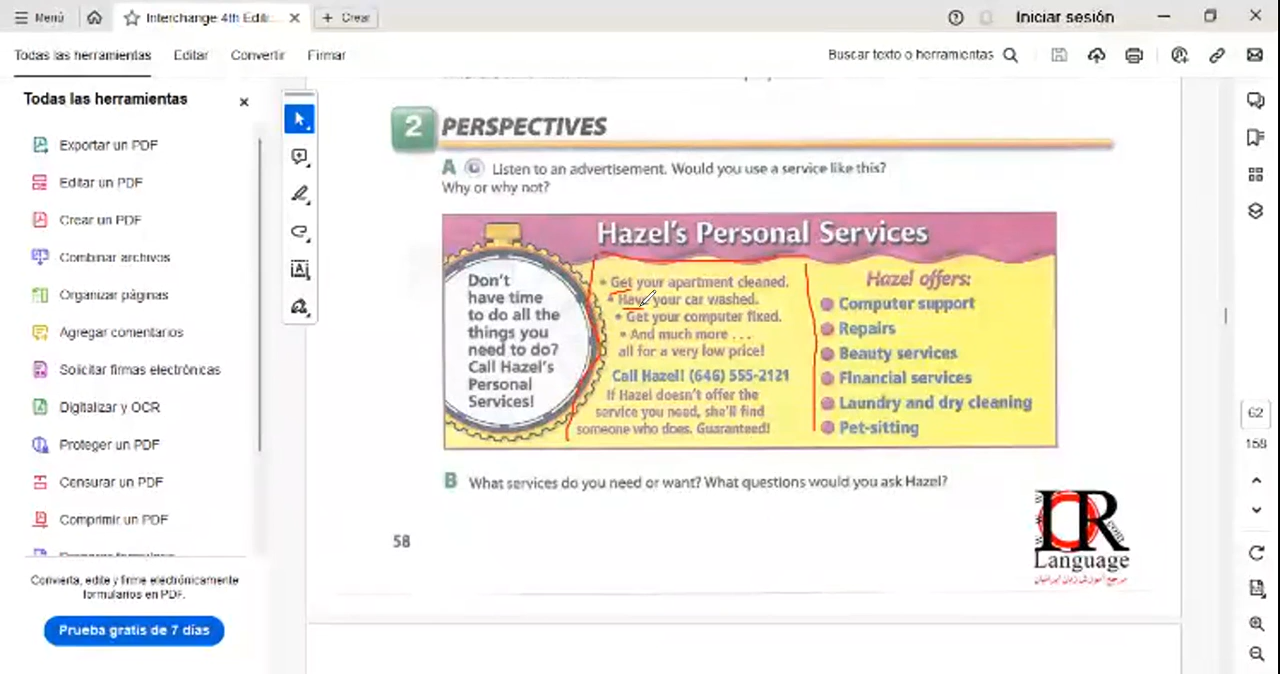 Menú
Interchange 4th Editi
Crear
Iniciar sesión
Todas las herramientas
Editar
Convertir
Firmar
Buscar texto o herramientas
Todas las herramientas
Exportar un PDF
Editar un PDF
Crear un PDF
Combinar archivos
Organizar páginas
Agregar comentarios
Solicitar firmas electrónicas
Digitalizar y OCR
Proteger un PDF
Censurar un PDF
Comprimir un PDF
Convierta, edite y firme electrónicamente
formularios en PDF.
Prueba gratis de 7 días
2 PERSPECTIVES
A Listen to an advertisement. Would you use a service like this?
Why or why not?
Hazel's Personal Services
Don't
have time
to do all the
things you
need to do?
Call Hazel's
Personal
Services!
• Get your apartment cleaned.
• Have your car washed.
• Get your computer fixed.
• And much more . . .
all for a very low price!
Call Hazel! (646) 555-2121
If Hazel doesn't offer the
service you need, she'll find
someone who does. Guaranteed!
Hazel offers:
Computer support
Repairs
Beauty services
Financial services
Laundry and dry cleaning
Pet-sitting
B What services do you need or want? What questions would you ask Hazel?
58
Language
مرجع آموزش زبان ایرانیان
62
158